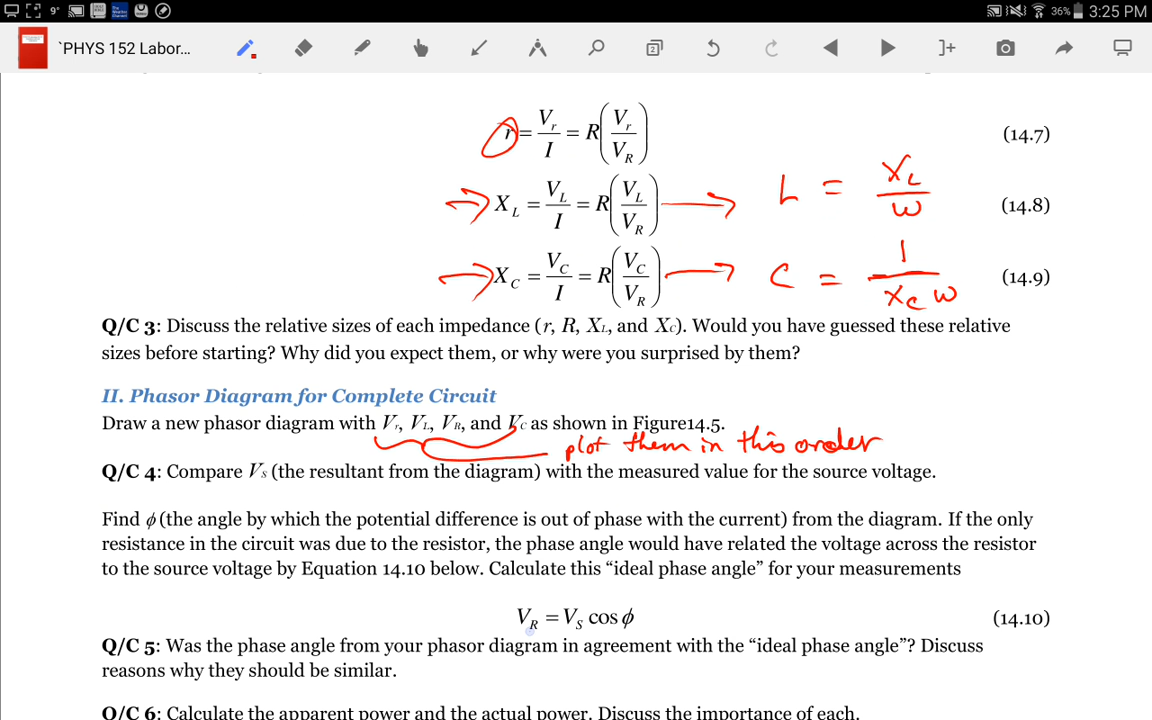 9° 36% 3:25 PM
`PHYS 152 Labor... 2
r = V_r / I = R (V_r / V_R) (14.7)
X_L = V_L / I = R (V_L / V_R) → L = X_L / w (14.8)
X_C = V_C / I = R (V_C / V_R) → C = 1 / X_C w (14.9)
Q/C 3: Discuss the relative sizes of each impedance (r, R, X_L, and X_C). Would you have guessed these relative
sizes before starting? Why did you expect them, or why were you surprised by them?
II. Phasor Diagram for Complete Circuit
Draw a new phasor diagram with V_r, V_L, V_R, and V_C as shown in Figure14.5.
plot them in this order
Q/C 4: Compare V_S (the resultant from the diagram) with the measured value for the source voltage.
Find ϕ (the angle by which the potential difference is out of phase with the current) from the diagram. If the only
resistance in the circuit was due to the resistor, the phase angle would have related the voltage across the resistor
to the source voltage by Equation 14.10 below. Calculate this “ideal phase angle” for your measurements
V_R = V_S cos ϕ (14.10)
Q/C 5: Was the phase angle from your phasor diagram in agreement with the “ideal phase angle”? Discuss
reasons why they should be similar.
Q/C 6: Calculate the apparent power and the actual power. Discuss the importance of each.